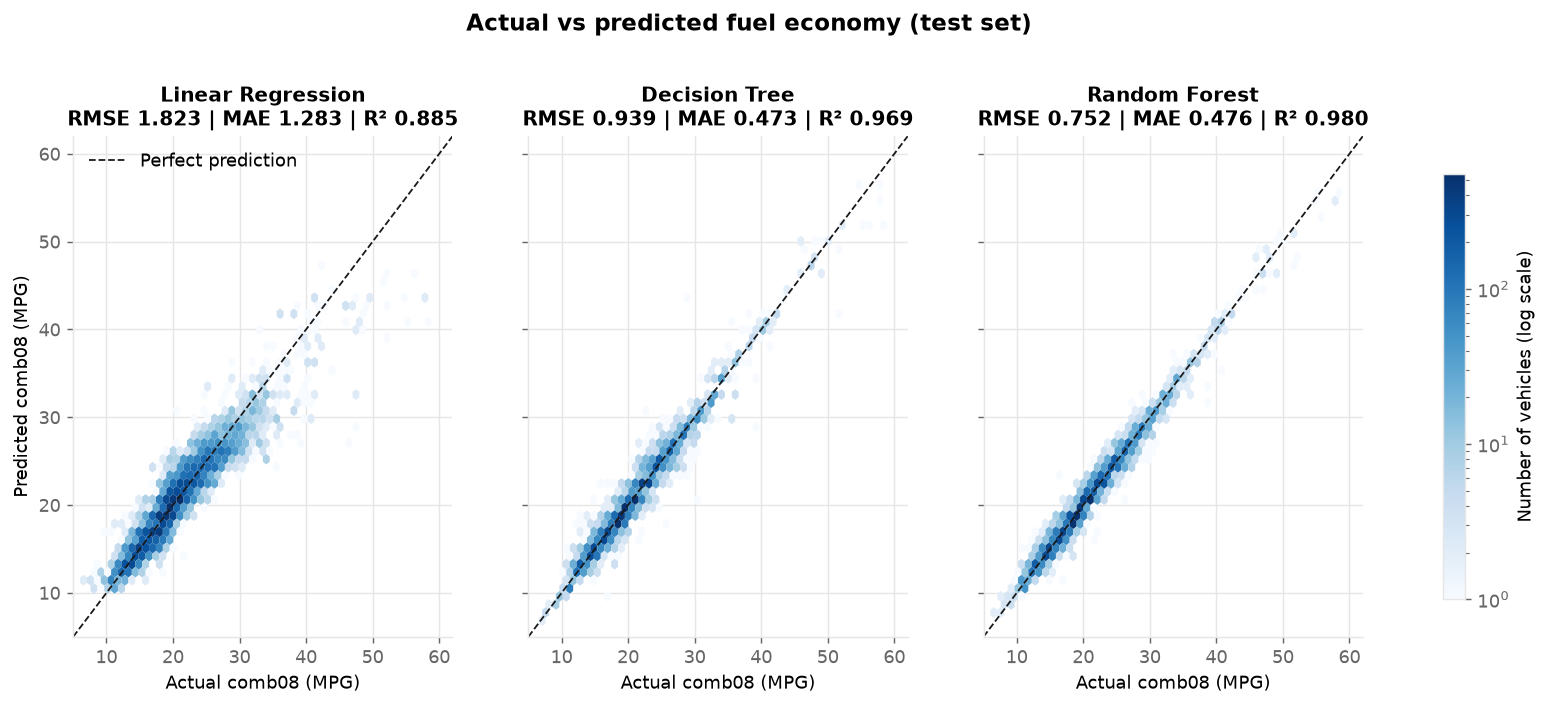 Actual vs predicted fuel economy (test set)
Linear Regression
RMSE 1.823 | MAE 1.283 | R² 0.885
Decision Tree
RMSE 0.939 | MAE 0.473 | R² 0.969
Random Forest
RMSE 0.752 | MAE 0.476 | R² 0.980
Perfect prediction
Predicted comb08 (MPG)
60
50
40
30
20
10
10 20 30 40 50 60
Actual comb08 (MPG)
10 20 30 40 50 60
Actual comb08 (MPG)
10 20 30 40 50 60
Actual comb08 (MPG)
10²
10¹
10⁰
Number of vehicles (log scale)